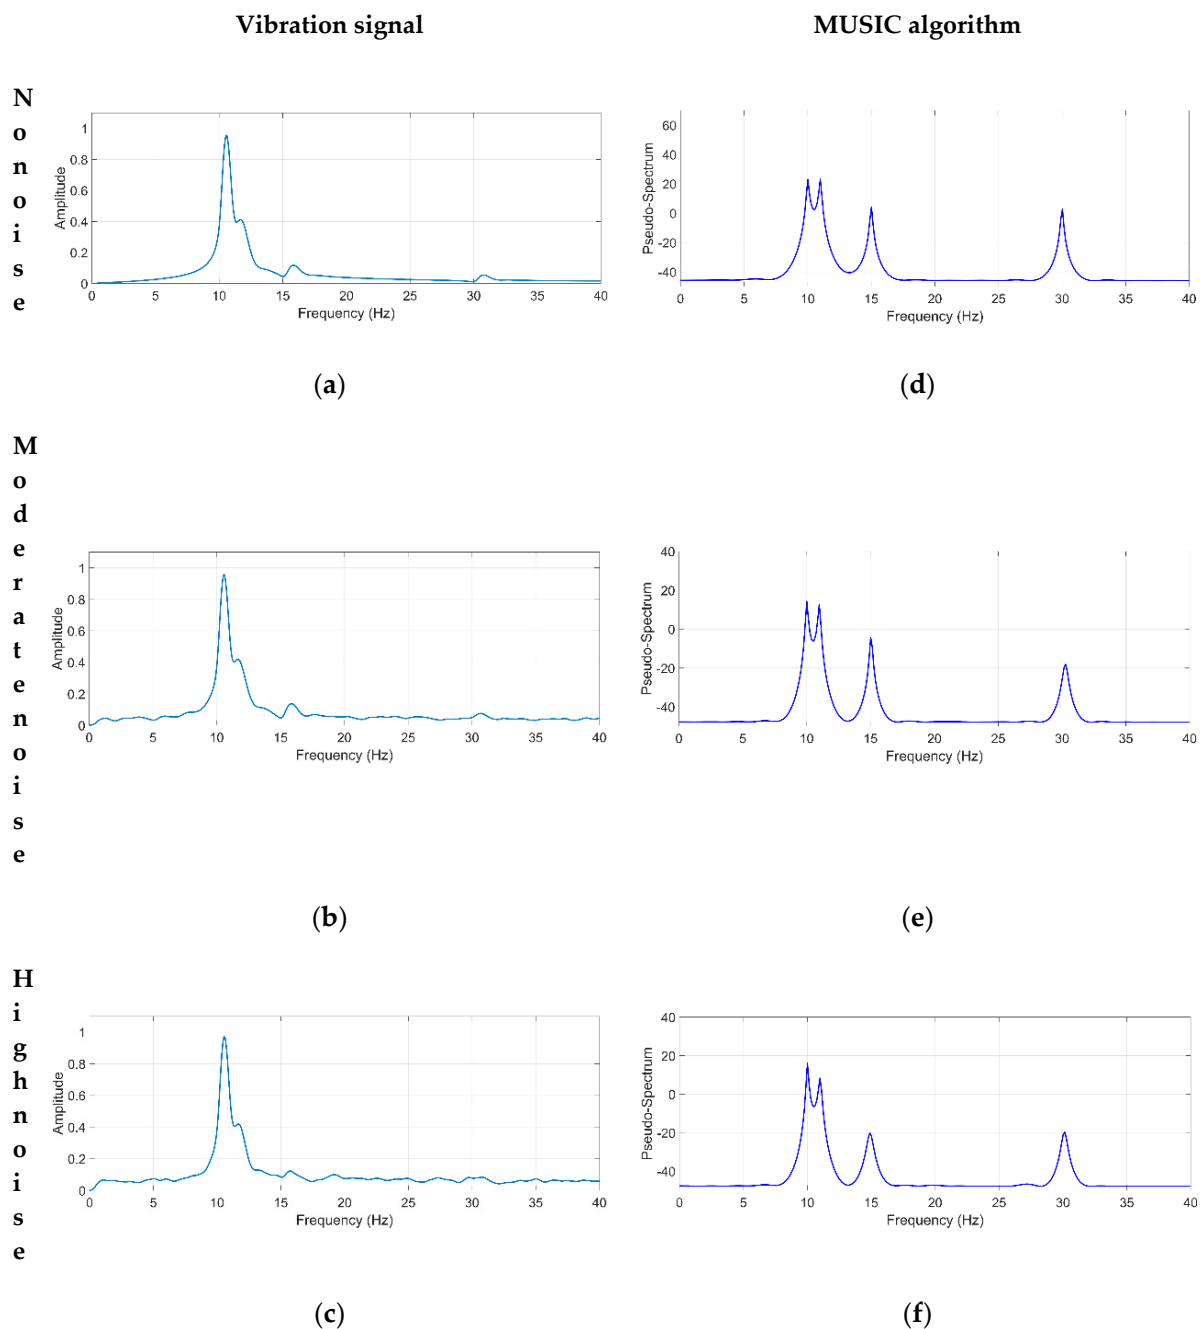 Vibration signal
MUSIC algorithm
No noise
1
0.8
0.6
0.4
0.2
0
Amplitude
0 5 10 15 20 25 30 35 40
Frequency (Hz)
(a)
60
40
20
0
-20
-40
Pseudo-Spectrum
0 5 10 15 20 25 30 35 40
Frequency (Hz)
(d)
Moderate noise
1
0.8
0.6
0.4
0.2
0
Amplitude
0 5 10 15 20 25 30 35 40
Frequency (Hz)
(b)
40
20
0
-20
-40
Pseudo-Spectrum
0 5 10 15 20 25 30 35 40
Frequency (Hz)
(e)
High noise
1
0.8
0.6
0.4
0.2
0
Amplitude
0 5 10 15 20 25 30 35 40
Frequency (Hz)
(c)
40
20
0
-20
-40
Pseudo-Spectrum
0 5 10 15 20 25 30 35 40
Frequency (Hz)
(f)